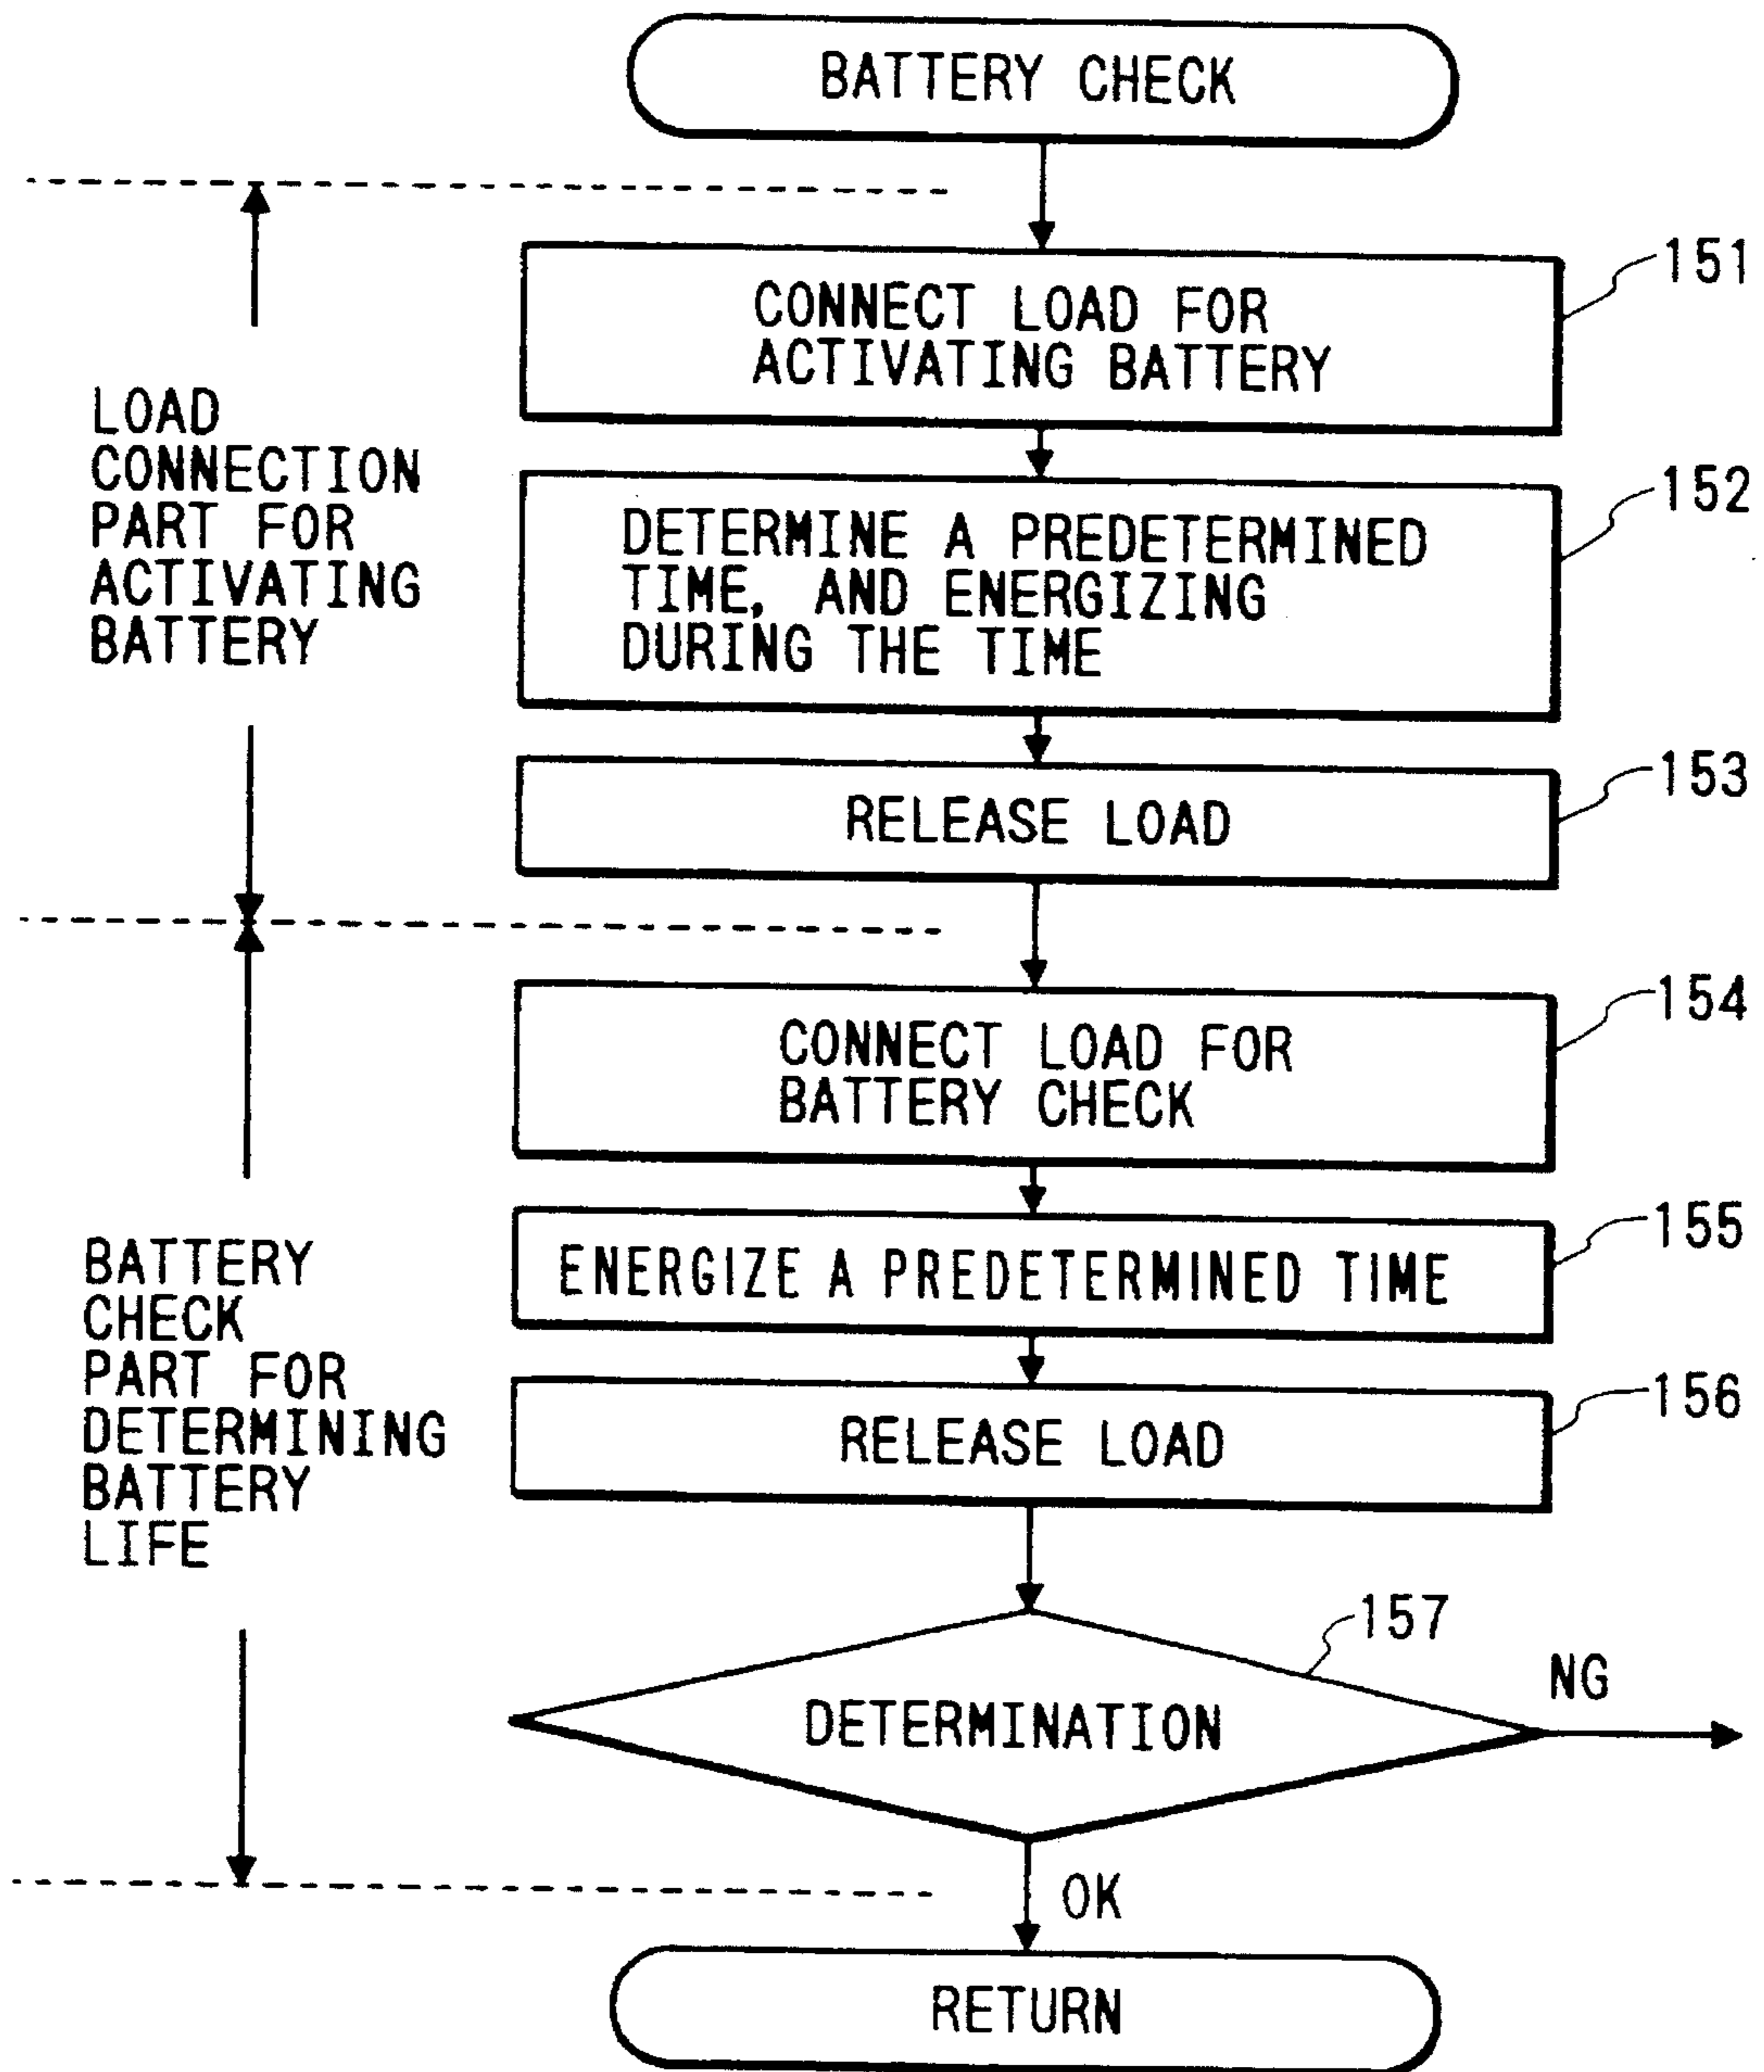 BATTERY CHECK
151
CONNECT LOAD FOR
ACTIVATING BATTERY
LOAD
CONNECTION
PART FOR
ACTIVATING
BATTERY
152
DETERMINE A PREDETERMINED
TIME, AND ENERGIZING
DURING THE TIME
153
RELEASE LOAD
154
CONNECT LOAD FOR
BATTERY CHECK
155
ENERGIZE A PREDETERMINED TIME
BATTERY
CHECK
PART FOR
DETERMINING
BATTERY
LIFE
156
RELEASE LOAD
157
DETERMINATION
NG
OK
RETURN